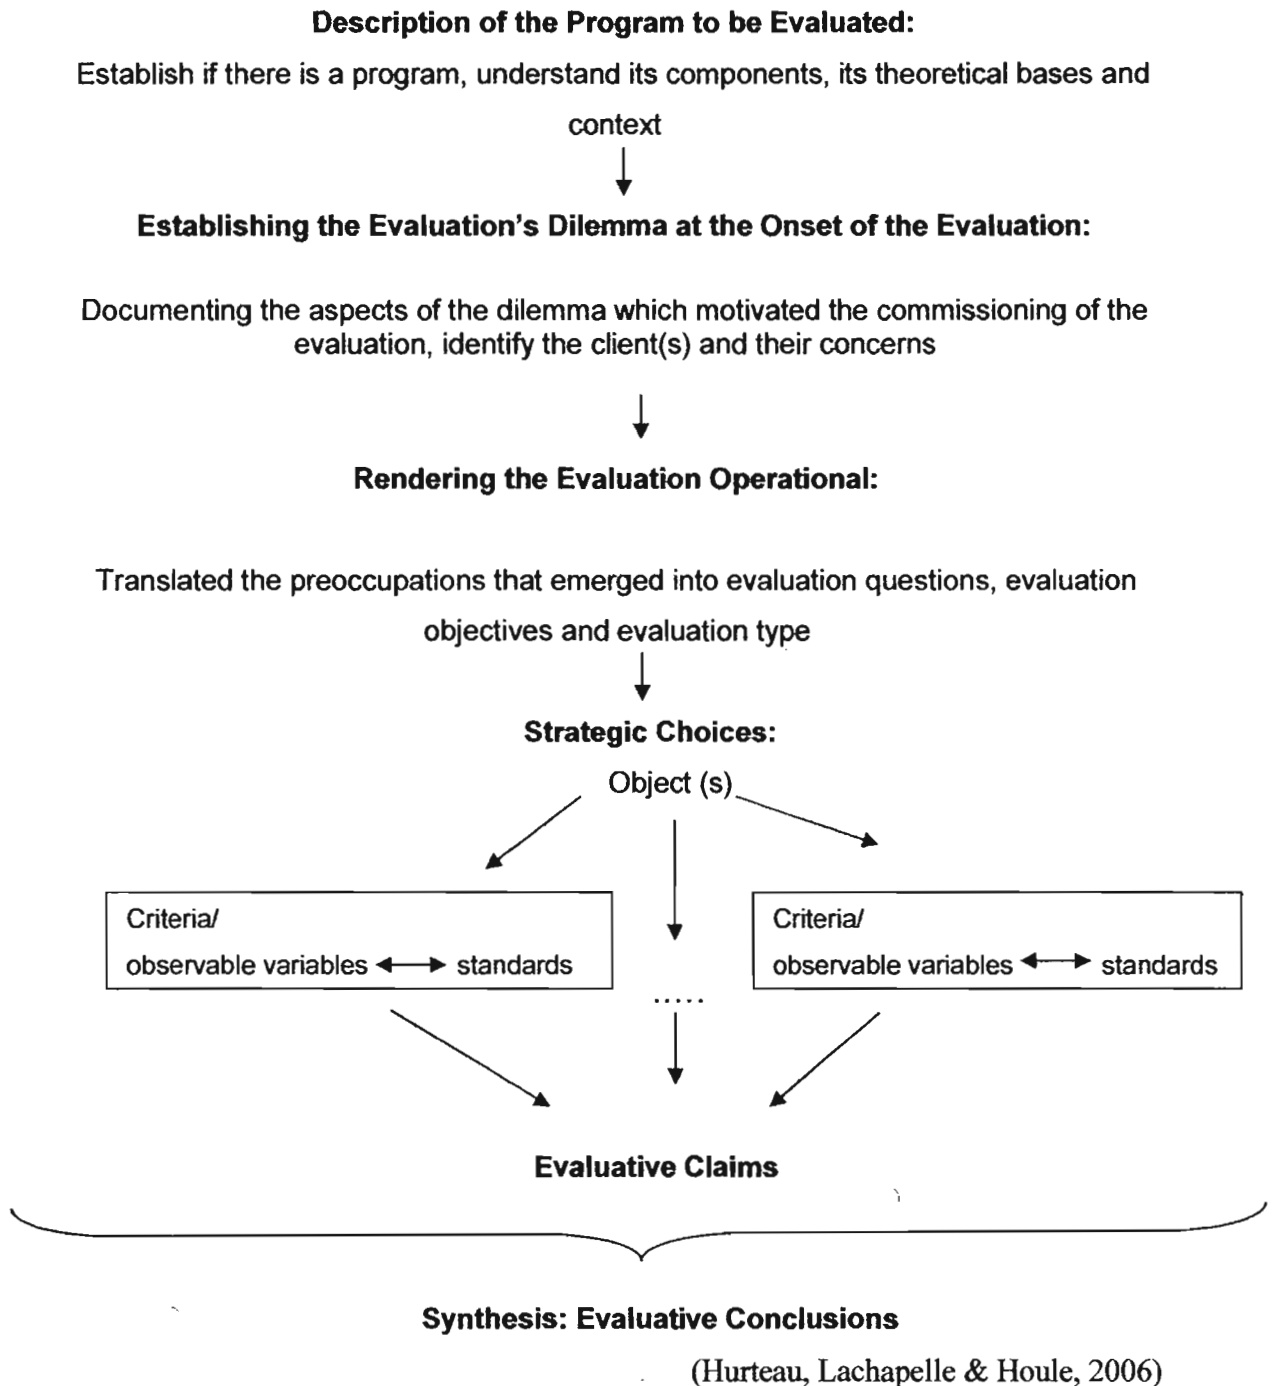 Description of the Program to be Evaluated:
Establish if there is a program, understand its components, its theoretical bases and
context
Establishing the Evaluation's Dilemma at the Onset of the Evaluation:
Documenting the aspects of the dilemma which motivated the commissioning of the
evaluation, identify the client(s) and their concerns
Rendering the Evaluation Operational:
Translated the preoccupations that emerged into evaluation questions, evaluation
objectives and evaluation type
Strategic Choices:
Object (s)
Criteria/
observable variables standards
Criteria/
observable variables standards
.....
Evaluative Claims
Synthesis: Evaluative Conclusions
(Hurteau, Lachapelle & Houle, 2006)